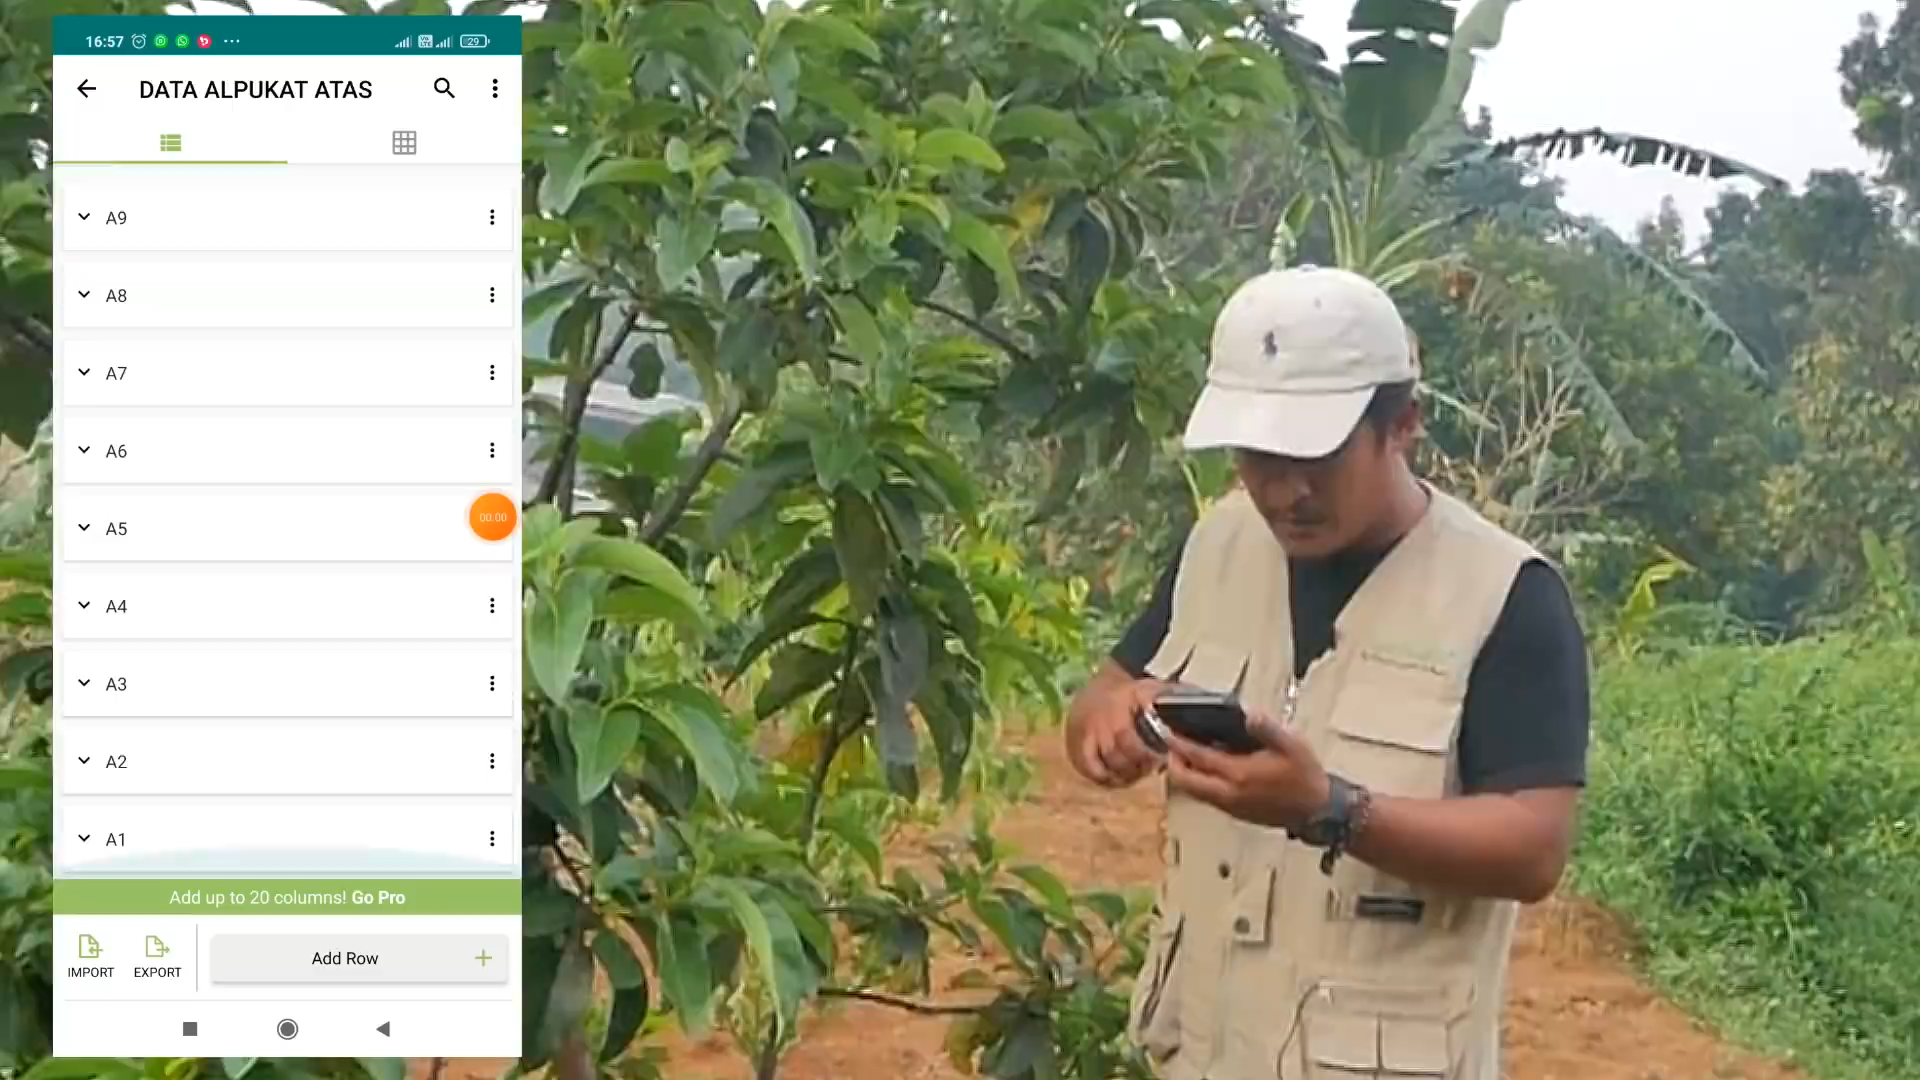 16:57
29
DATA ALPUKAT ATAS
A9
A8
A7
A6
A5
00.00
A4
A3
A2
A1
Add up to 20 columns! Go Pro
IMPORT
EXPORT
Add Row